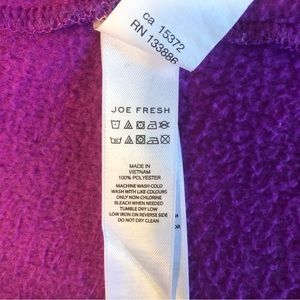 ca 15372
RN 133886
JOE FRESH
MADE IN
VIETNAM
100% POLYESTER
MACHINE WASH COLD
WASH WITH LIKE COLOURS
ONLY NON-CHLORINE
BLEACH WHEN NEEDED
TUMBLE DRY LOW
LOW IRON ON REVERSE SIDE
DO NOT DRY CLEAN